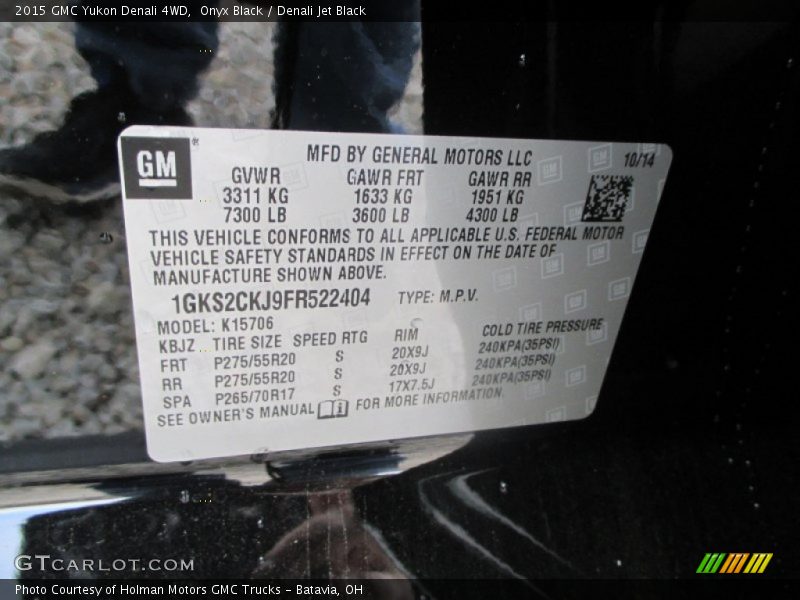 2015 GMC Yukon Denali 4WD, Onyx Black / Denali Jet Black
GM
MFD BY GENERAL MOTORS LLC 10/14
GVWR GAWR FRT GAWR RR
3311 KG 1633 KG 1951 KG
7300 LB 3600 LB 4300 LB
THIS VEHICLE CONFORMS TO ALL APPLICABLE U.S. FEDERAL MOTOR
VEHICLE SAFETY STANDARDS IN EFFECT ON THE DATE OF
MANUFACTURE SHOWN ABOVE.
1GKS2CKJ9FR522404 TYPE: M.P.V.
MODEL: K15706
KBJZ TIRE SIZE SPEED RTG RIM COLD TIRE PRESSURE
FRT P275/55R20 S 20X9J 240KPA(35PSI)
RR P275/55R20 S 20X9J 240KPA(35PSI)
SPA P265/70R17 S 17X7.5J 240KPA(35PSI)
SEE OWNER'S MANUAL FOR MORE INFORMATION
GTCARLOT.COM
Photo Courtesy of Holman Motors GMC Trucks - Batavia, OH